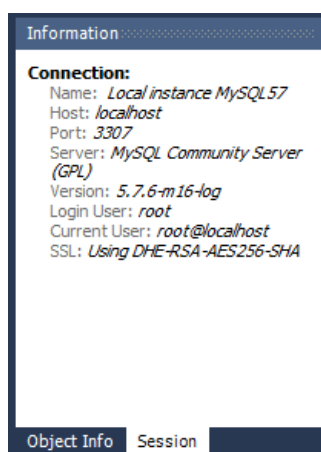 Information
Connection:
Name: Local instance MySQL57
Host: localhost
Port: 3307
Server: MySQL Community Server
(GPL)
Version: 5.7.6-m16-log
Login User: root
Current User: root@localhost
SSL: Using DHE-RSA-AES256-SHA
Object Info Session